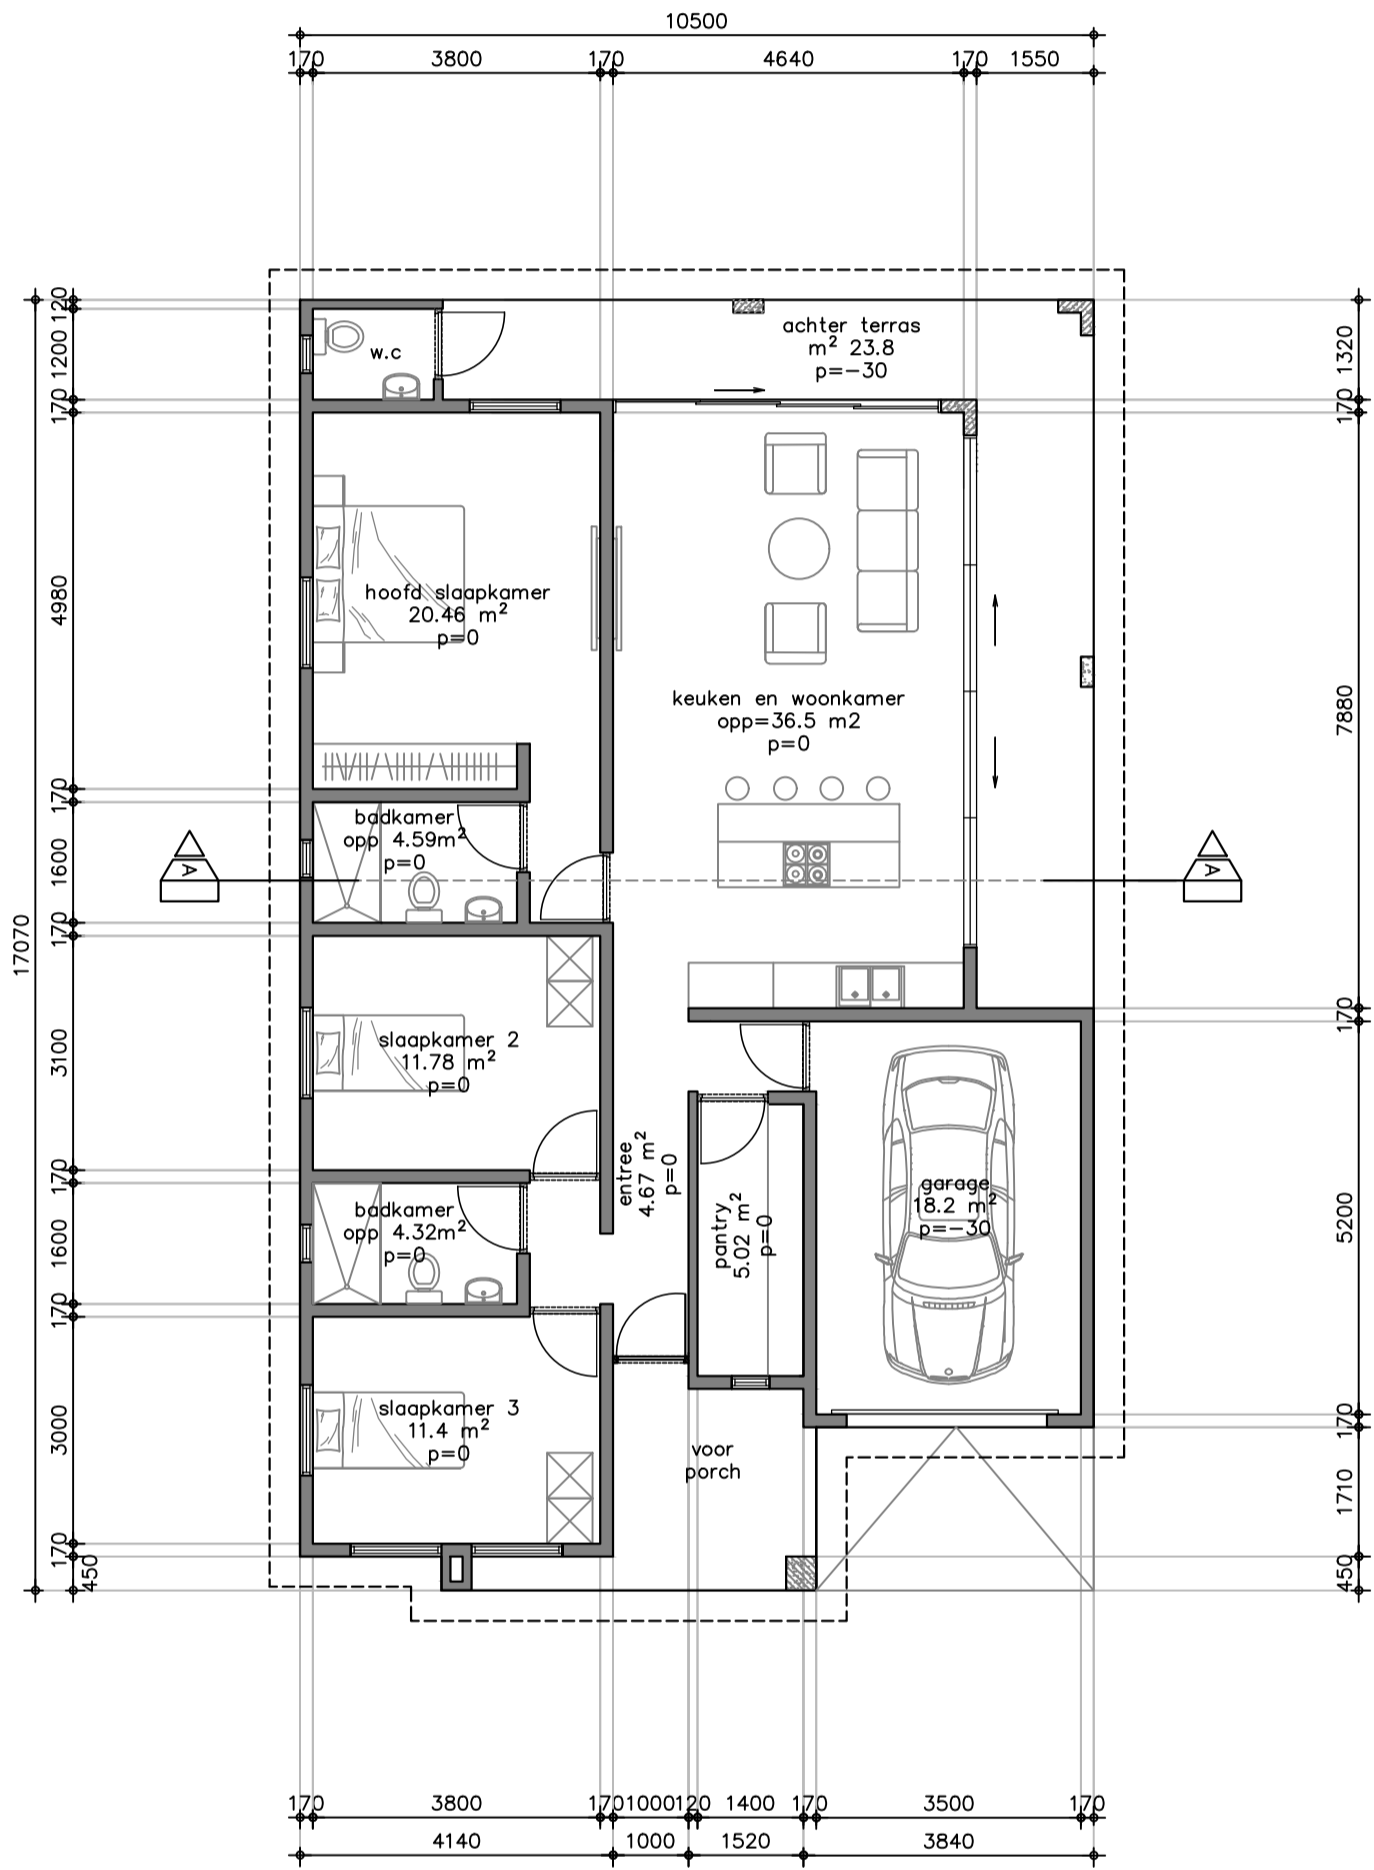 10500
170 3800 170 4640 170 1550
120
1200
170
4980
170
1600
170
3100
170
1600
170
3000
170
450
17070
1320
170
7880
170
5200
170
1710
450
w.c
achter terras
m² 23.8
p=-30
hoofd slaapkamer
20.46 m²
p=0
keuken en woonkamer
opp=36.5 m2
p=0
badkamer
opp 4.59m²
p=0
A
A
slaapkamer 2
11.78 m²
p=0
entree
4.67 m²
p=0
badkamer
opp 4.32m²
p=0
pantry
5.02 m²
p=0
garage
18.2 m²
p=-30
slaapkamer 3
11.4 m²
p=0
voor
porch
170 3800 170 1000 120 1400 170 3500 170
4140 1000 1520 3840